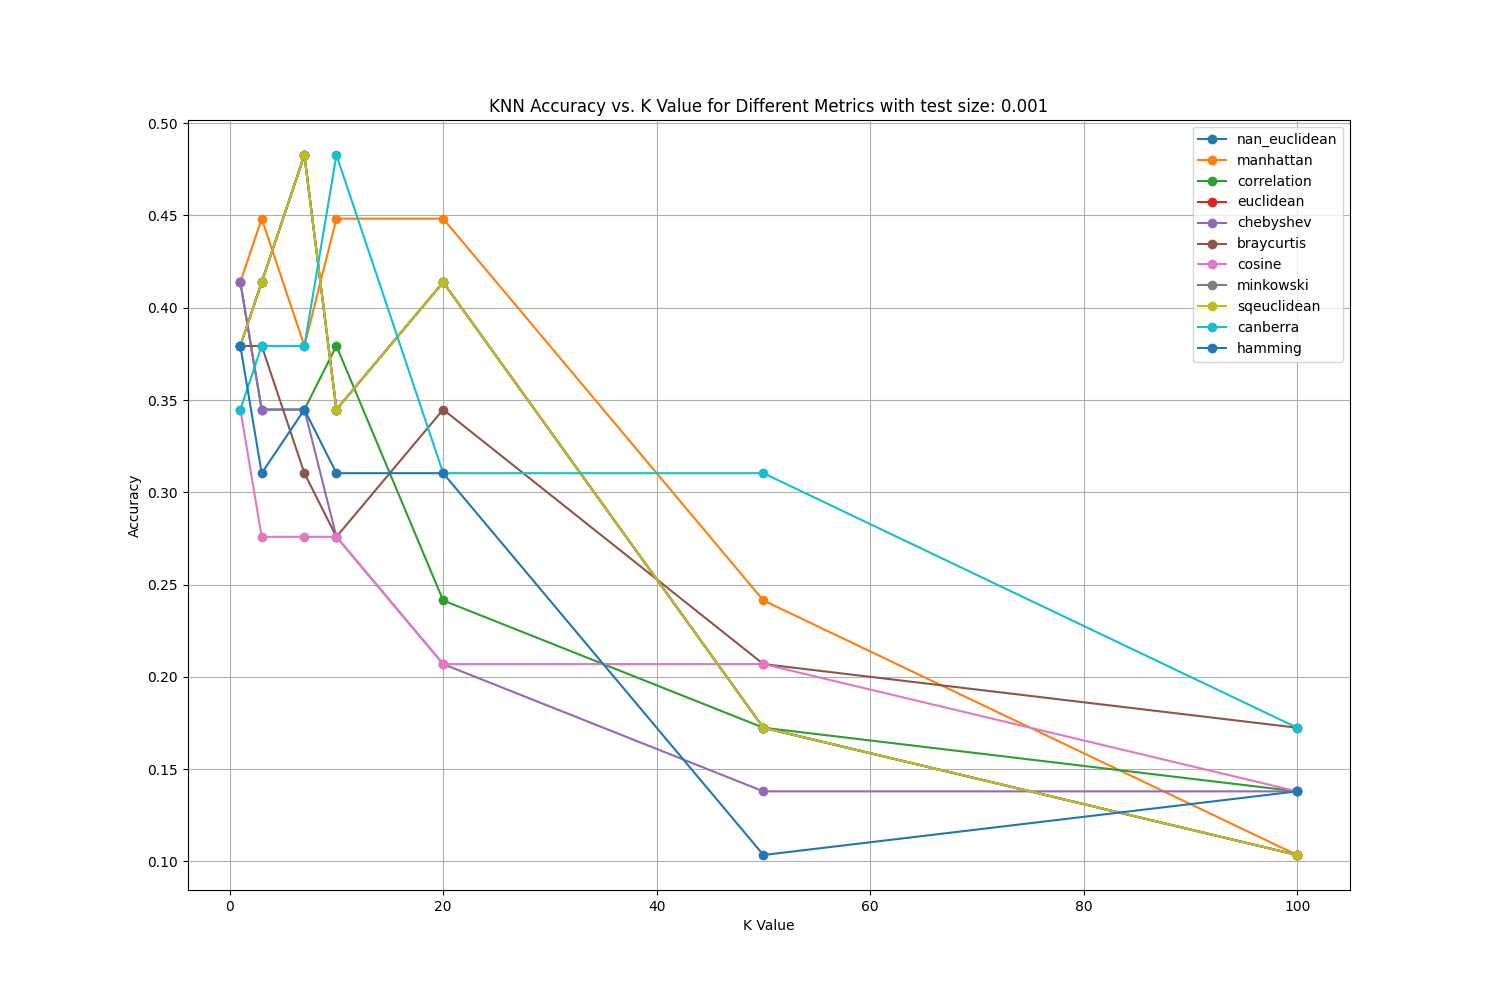 KNN Accuracy vs. K Value for Different Metrics with test size: 0.001
0.50
0.45
0.40
0.35
0.30
0.25
0.20
0.15
0.10
Accuracy
nan_euclidean
manhattan
correlation
euclidean
chebyshev
braycurtis
cosine
minkowski
sqeuclidean
canberra
hamming
0 20 40 60 80 100
K Value